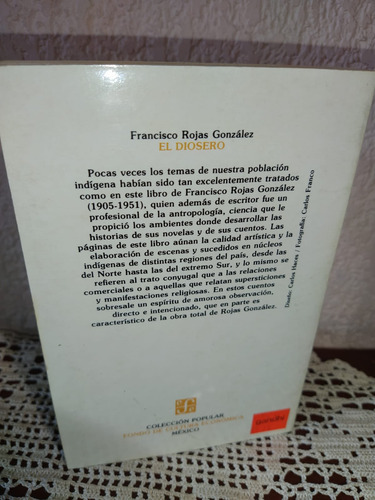 Francisco Rojas González
EL DIOSERO
Pocas veces los temas de nuestra población
indígena habían sido tan excelentemente tratados
como en este libro de Francisco Rojas González
(1905-1951), quien además de escritor fue un
profesional de la antropología, ciencia que le
propició los ambientes donde desarrollar las
historias de sus novelas y de sus cuentos. Las
páginas de este libro aúnan la calidad artística y la
elaboración de escenas y sucedidos en núcleos
indígenas de distintas regiones del país, desde las
del Norte hasta las del extremo Sur, y lo mismo se
refieren al trato conyugal que a las relaciones
comerciales o a aquellas que relatan supersticiones
y manifestaciones religiosas. En estos cuentos
sobresale un espíritu de amorosa observación,
directo e intencionado, que en parte es
característico de la obra total de Rojas González.
Diseño: Carlos Haces / Fotografía: Carlos Franco
COLECCIÓN POPULAR
FONDO DE CULTURA ECONÓMICA
MÉXICO